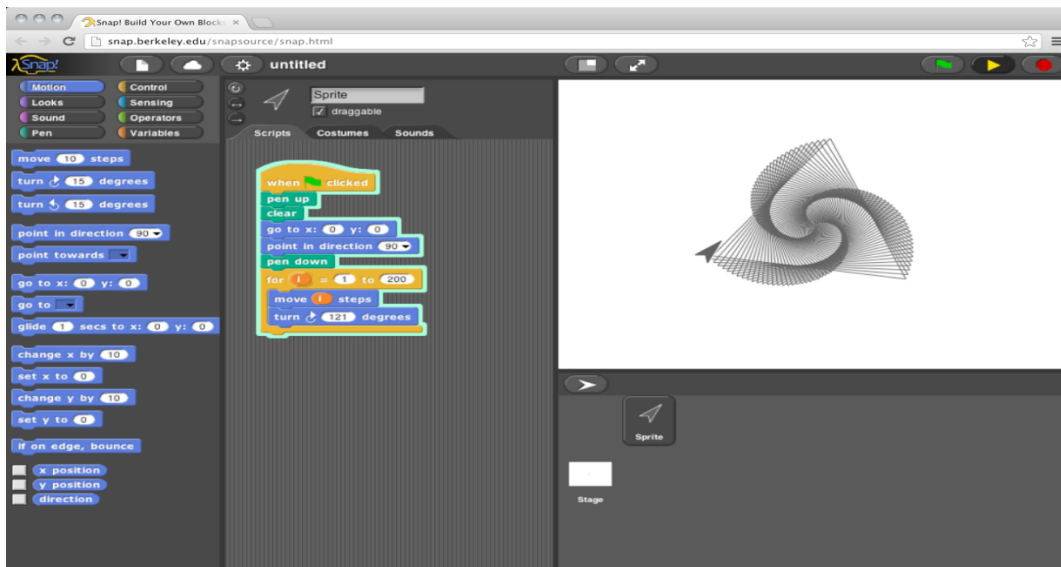 Snap! Build Your Own Blocks ×
snap.berkeley.edu/snapsource/snap.html
λSnap! untitled
Motion Control
Looks Sensing
Sound Operators
Pen Variables
Sprite
draggable
Scripts Costumes Sounds
move 10 steps
turn 15 degrees
turn 15 degrees
point in direction 90
point towards
go to x: 0 y: 0
go to
glide 1 secs to x: 0 y: 0
change x by 10
set x to 0
change y by 10
set y to 0
if on edge, bounce
x position
y position
direction
when clicked
pen up
clear
go to x: 0 y: 0
point in direction 90
pen down
for i = 1 to 200
move i steps
turn 121 degrees
Sprite
Stage